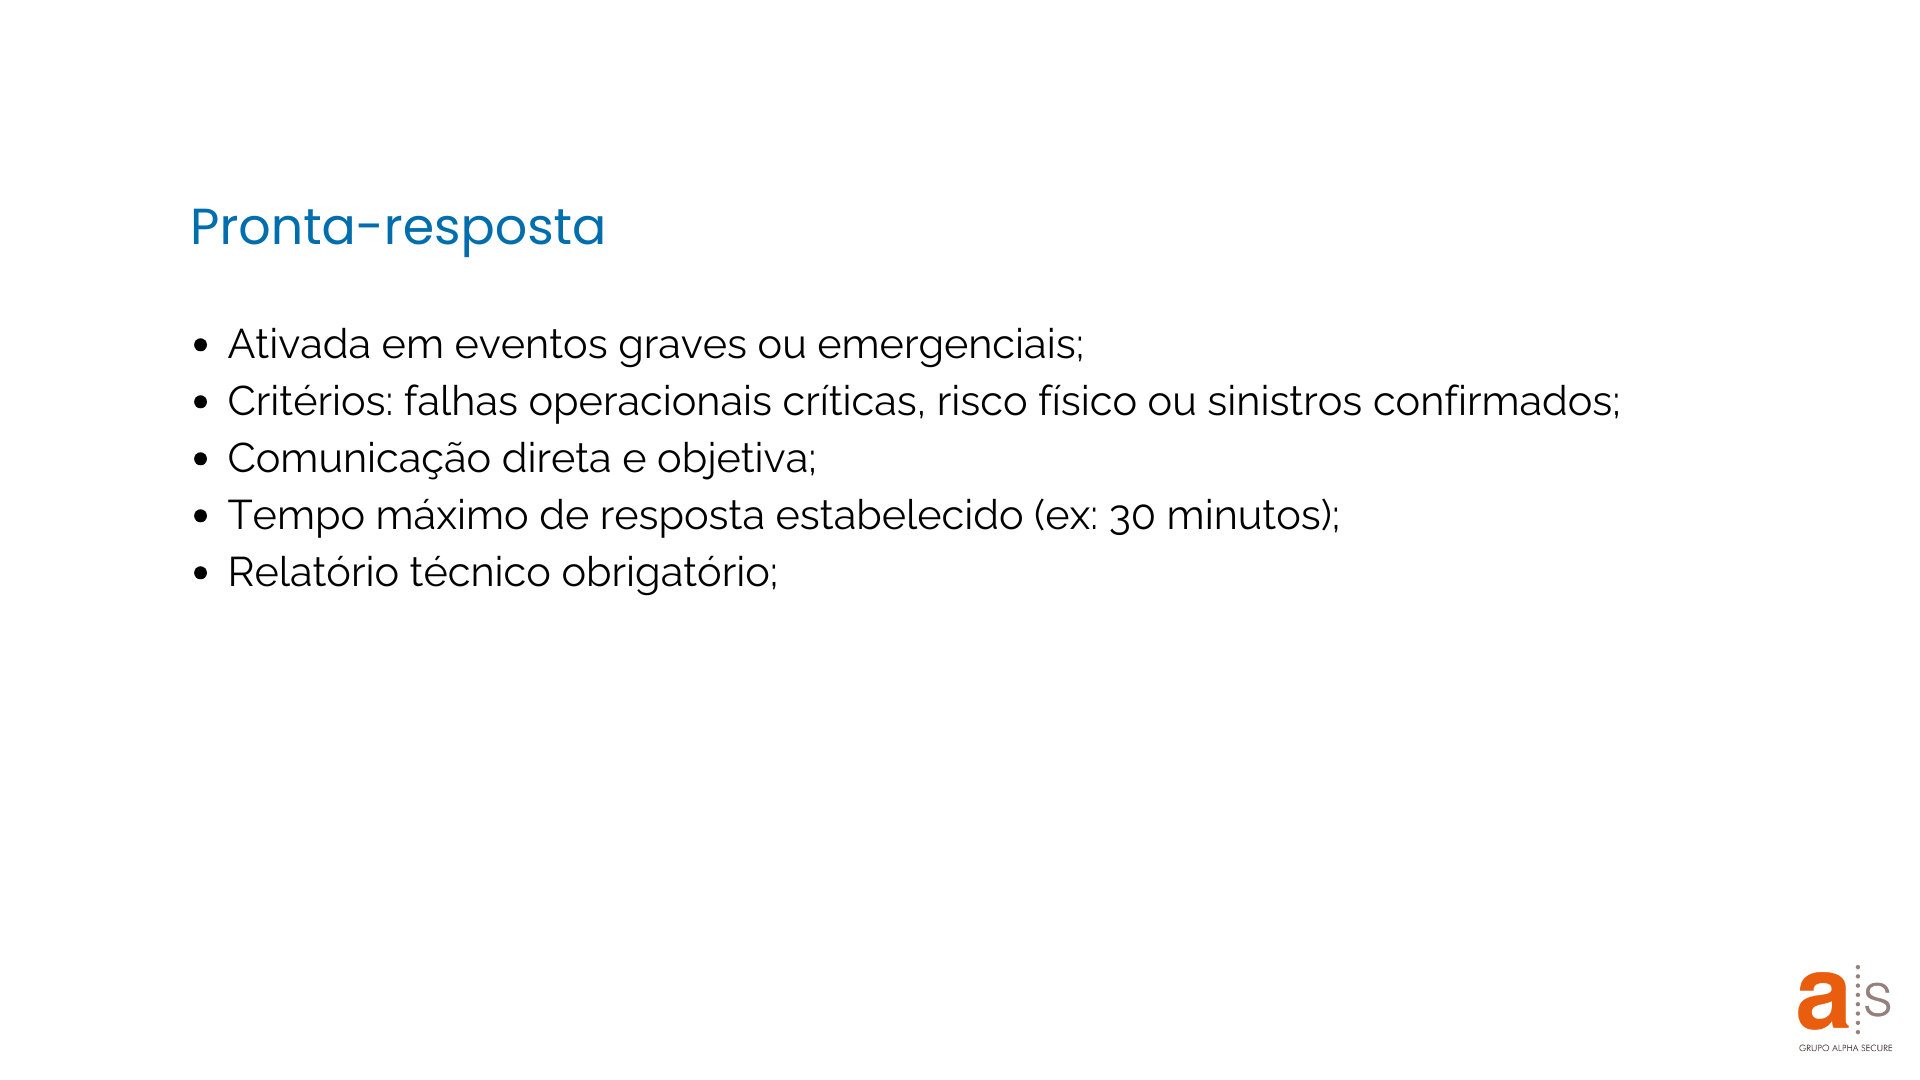 Pronta-resposta
• Ativada em eventos graves ou emergenciais;
• Critérios: falhas operacionais críticas, risco físico ou sinistros confirmados;
• Comunicação direta e objetiva;
• Tempo máximo de resposta estabelecido (ex: 30 minutos);
• Relatório técnico obrigatório;
a s
GRUPO ALPHA SECURE